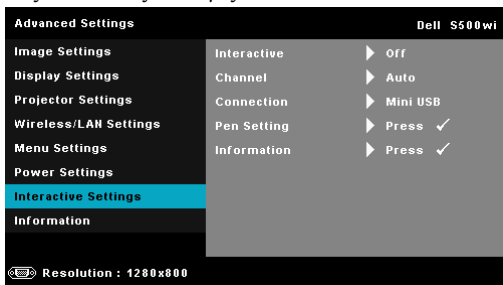 Advanced Settings Dell S500wi
Image Settings Interactive Off
Display Settings Channel Auto
Projector Settings Connection Mini USB
Wireless/LAN Settings Pen Setting Press ✓
Menu Settings Information Press ✓
Power Settings
Interactive Settings
Information
Resolution : 1280x800